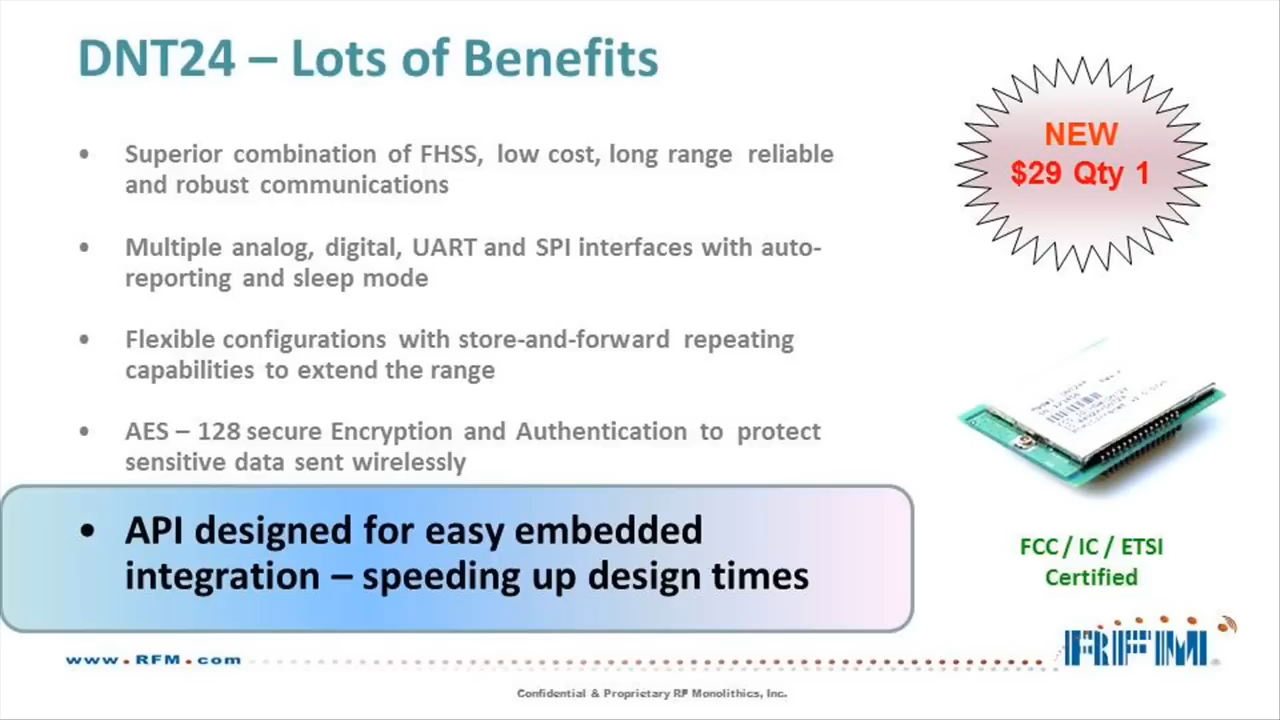 DNT24 – Lots of Benefits
• Superior combination of FHSS, low cost, long range reliable
and robust communications
• Multiple analog, digital, UART and SPI interfaces with auto-
reporting and sleep mode
• Flexible configurations with store-and-forward repeating
capabilities to extend the range
• AES – 128 secure Encryption and Authentication to protect
sensitive data sent wirelessly
• API designed for easy embedded
integration – speeding up design times
NEW
$29 Qty 1
FCC / IC / ETSI
Certified
www.RFM.com
RFM
Confidential & Proprietary RF Monolithics, Inc.